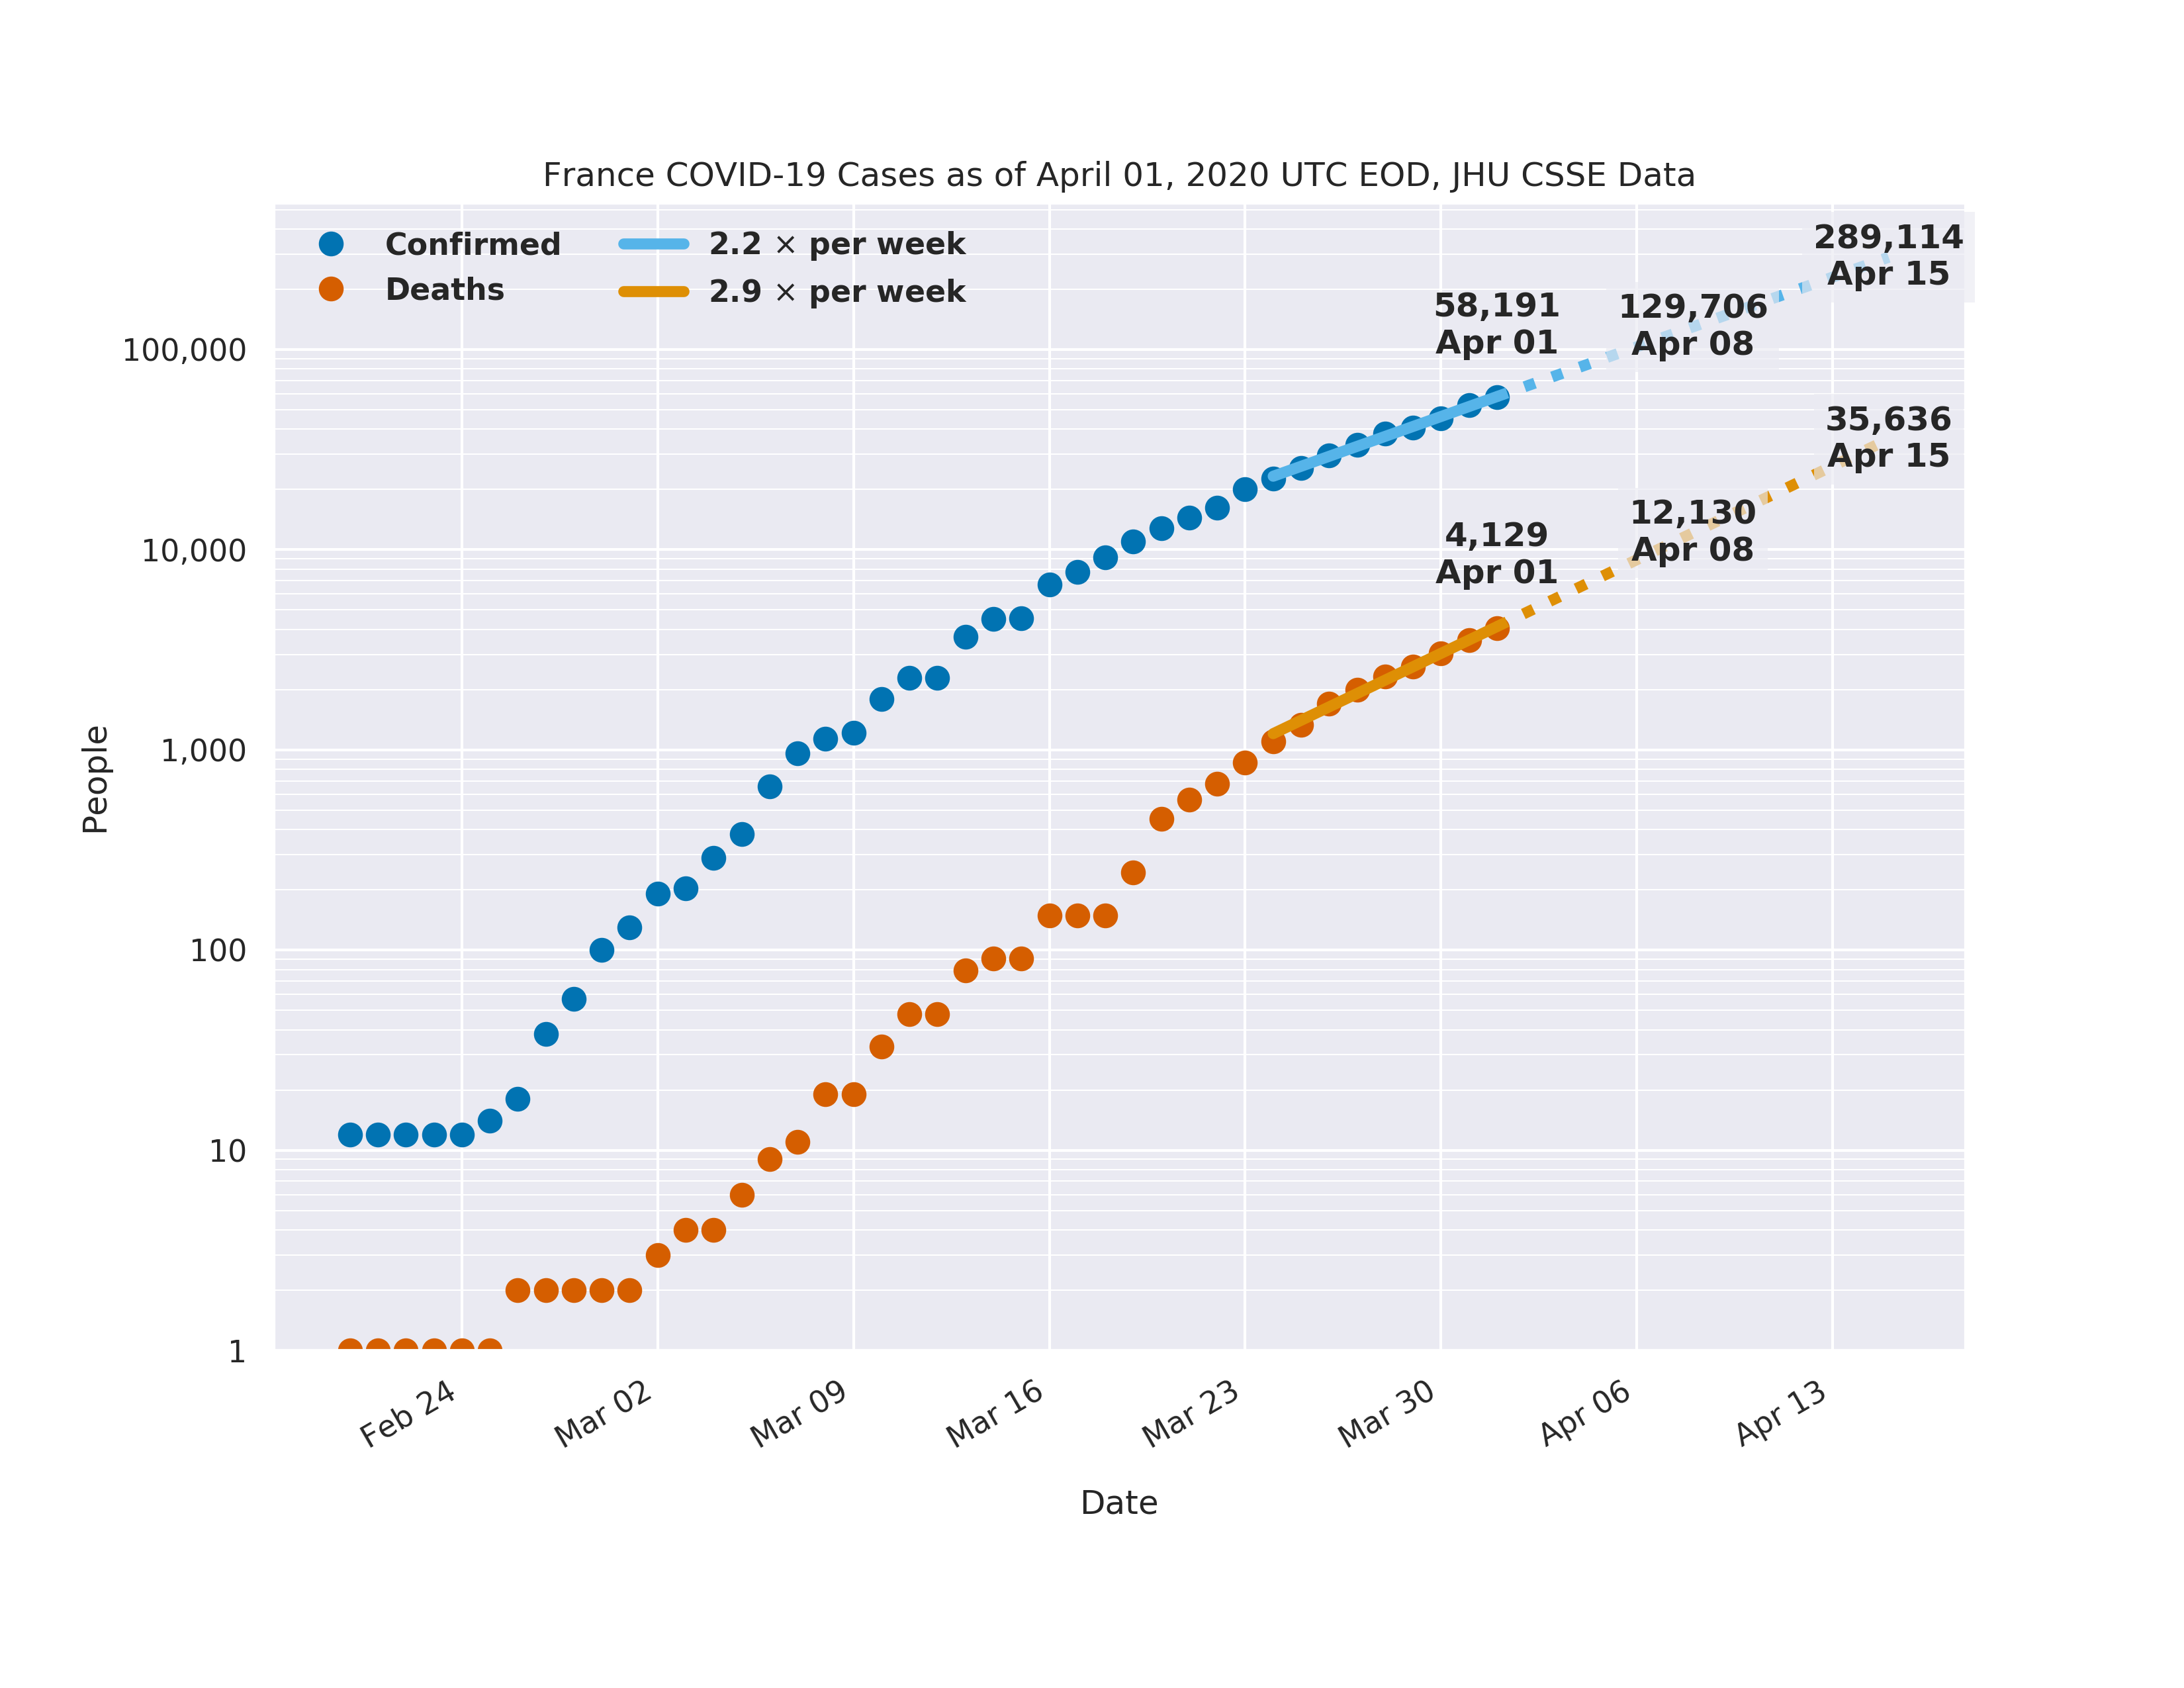 France COVID-19 Cases as of April 01, 2020 UTC EOD, JHU CSSE Data
Confirmed
Deaths
2.2 × per week
2.9 × per week
289,114
Apr 15
58,191
Apr 01
129,706
Apr 08
35,636
Apr 15
12,130
Apr 08
4,129
Apr 01
People
100,000
10,000
1,000
100
10
1
Feb 24
Mar 02
Mar 09
Mar 16
Mar 23
Mar 30
Apr 06
Apr 13
Date